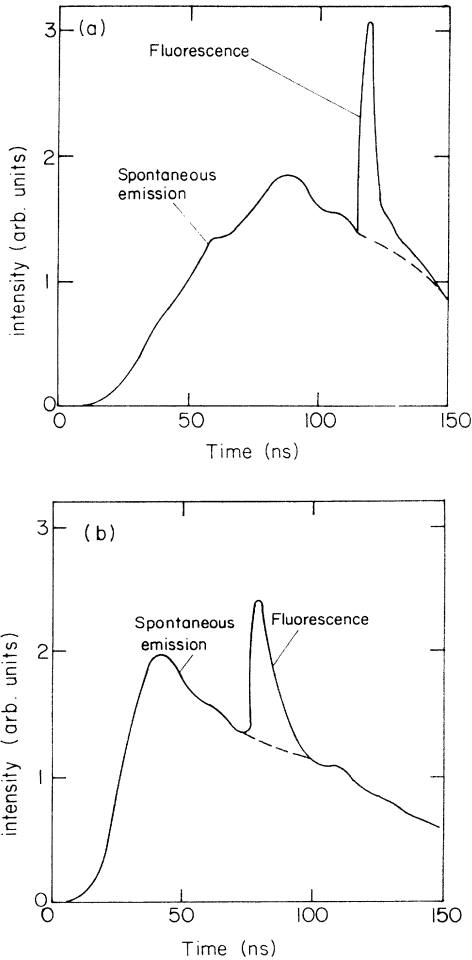 (a)
3
2
1
0
intensity (arb. units)
Fluorescence
Spontaneous
emission
0
50
100
150
Time (ns)
(b)
3
2
1
0
intensity (arb. units)
Spontaneous
emission
Fluorescence
0
50
100
150
Time (ns)